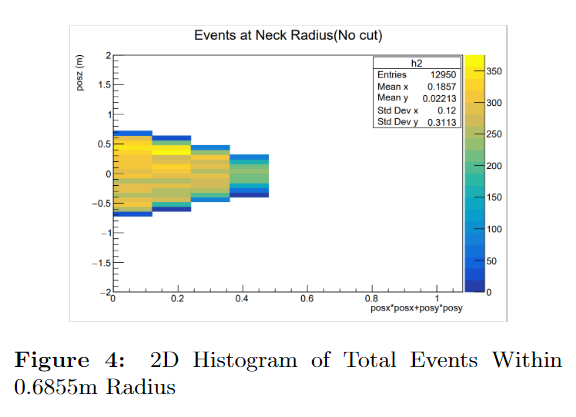 Events at Neck Radius(No cut)
h2
Entries 12950
Mean x 0.1857
Mean y 0.02213
Std Dev x 0.12
Std Dev y 0.3113
posz (m)
2
1.5
1
0.5
0
−0.5
−1
−1.5
−2
0 0.2 0.4 0.6 0.8 1
posx*posx+posy*posy
350
300
250
200
150
100
50
0
Figure 4: 2D Histogram of Total Events Within
0.6855m Radius